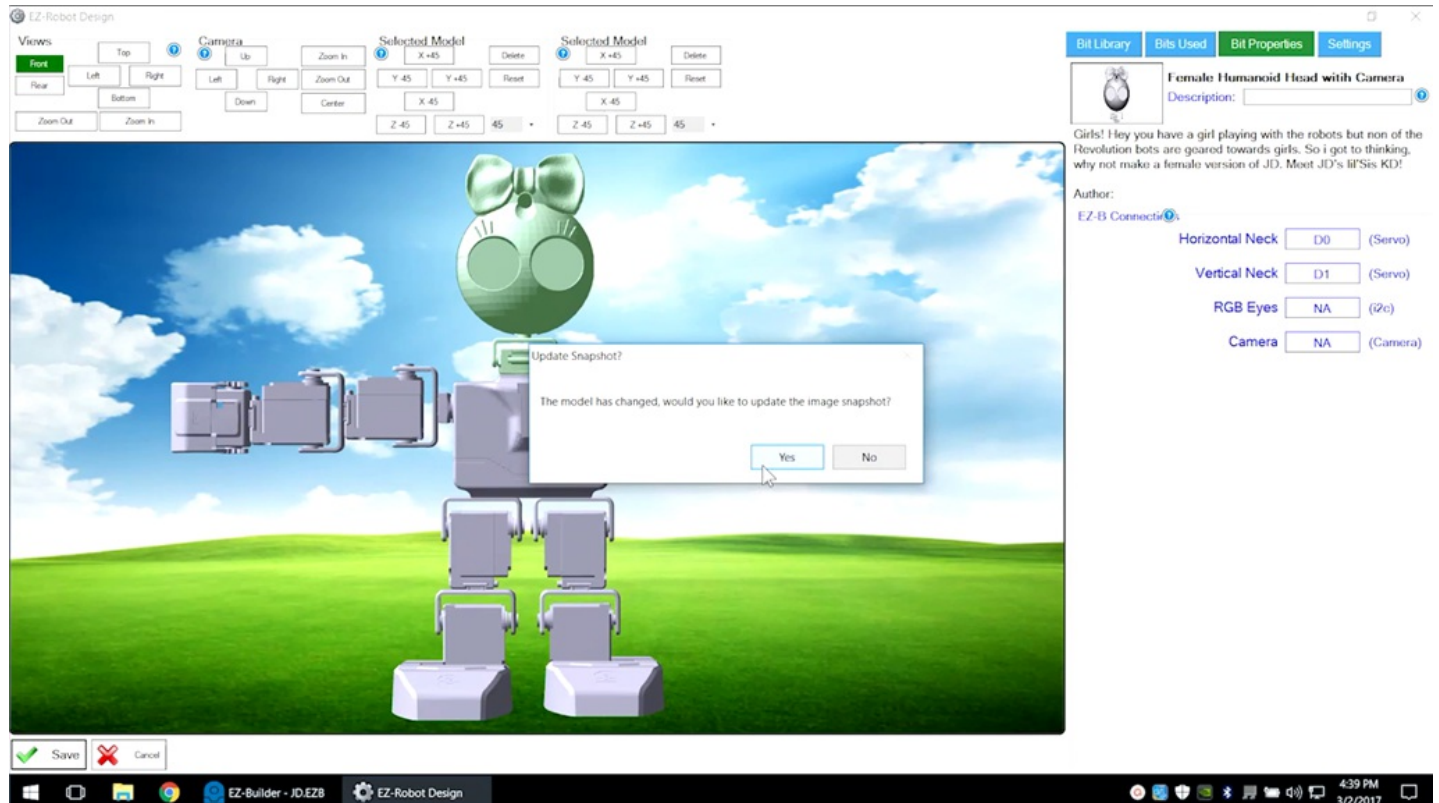 EZ-Robot Design
Views
Front
Rear
Top
Left
Right
Bottom
Zoom Out
Zoom In
Camera
Up
Left
Right
Down
Zoom In
Zoom Out
Center
Selected Model
X +45
Delete
Y -45
Y +45
Reset
X -45
Z -45
Z +45
45
Selected Model
X +45
Delete
Y -45
Y +45
Reset
X -45
Z -45
Z +45
45
Bit Library
Bits Used
Bit Properties
Settings
Female Humanoid Head witih Camera
Description:
Girls! Hey you have a girl playing with the robots but non of the
Revolution bots are geared towards girls. So i got to thinking,
why not make a female version of JD. Meet JD's lil'Sis KD!
Author:
EZ-B Connecti
Horizontal Neck D0 (Servo)
Vertical Neck D1 (Servo)
RGB Eyes NA (i2c)
Camera NA (Camera)
Update Snapshot?
The model has changed, would you like to update the image snapshot?
Yes
No
Save
Cancel
EZ-Builder - JD.EZB
EZ-Robot Design
4:39 PM
3/2/2017